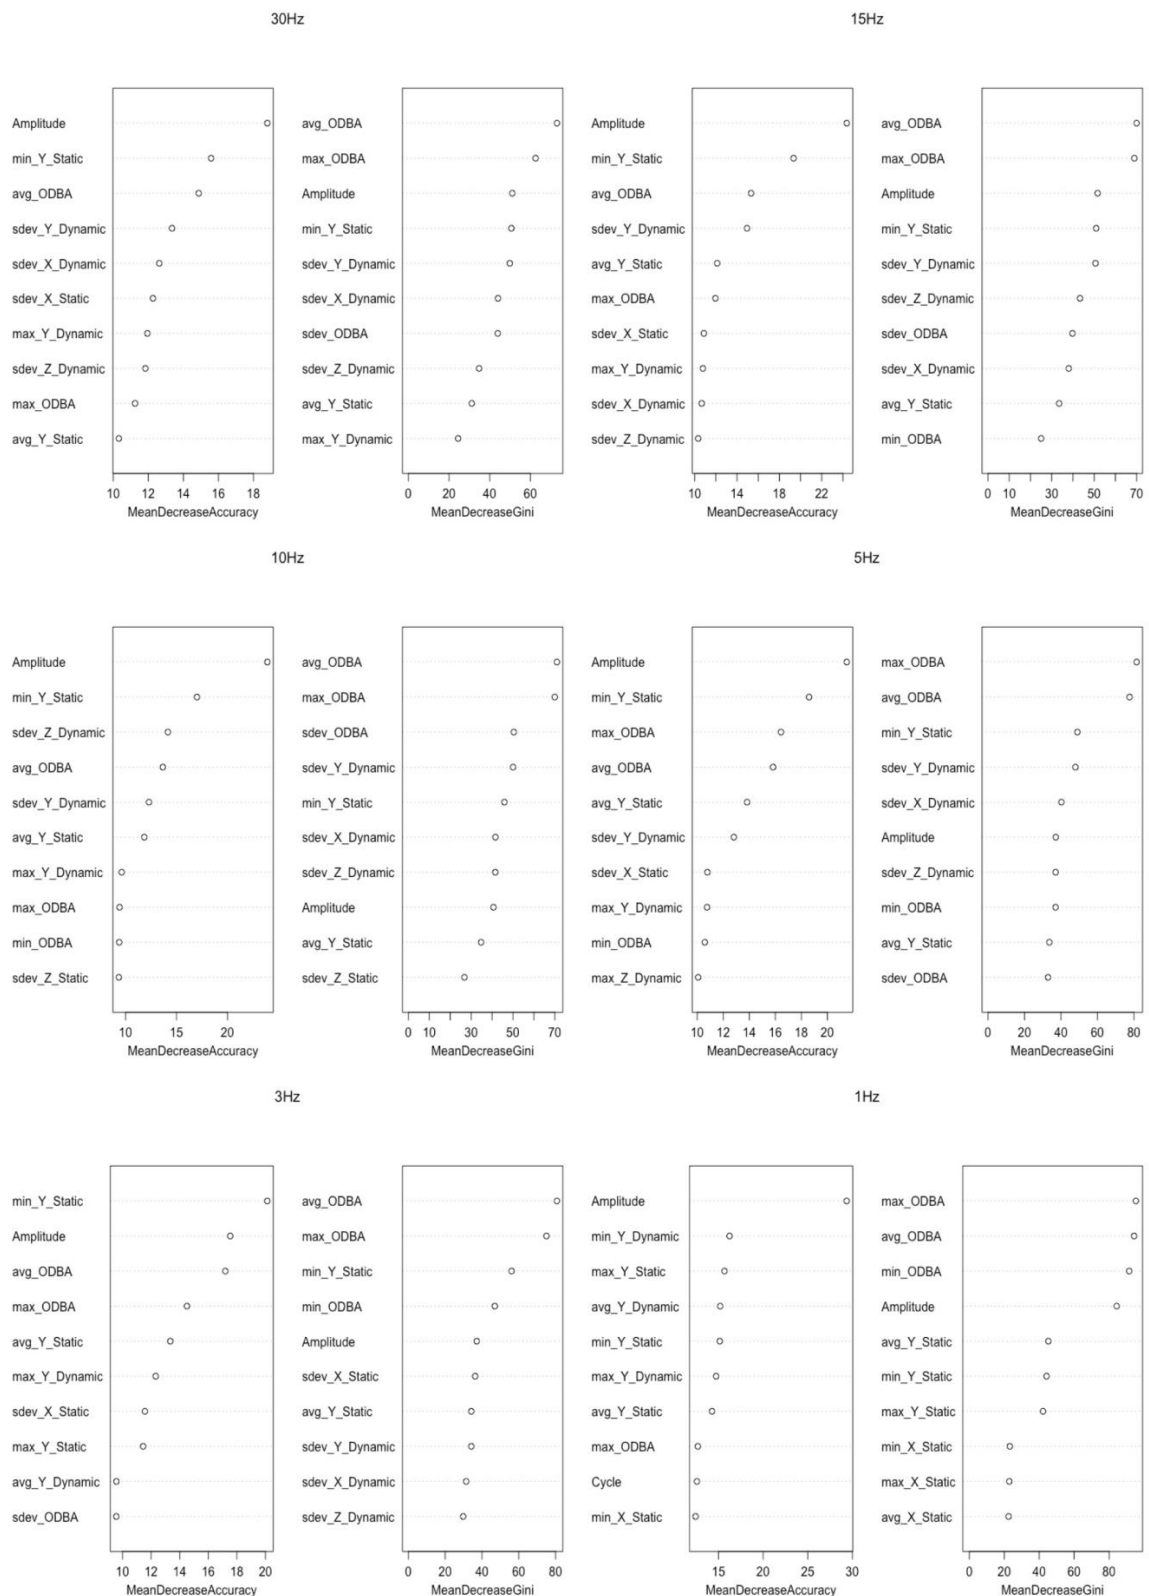 30Hz
Amplitude
min_Y_Static
avg_ODBA
sdev_Y_Dynamic
sdev_X_Dynamic
sdev_X_Static
max_Y_Dynamic
sdev_Z_Dynamic
max_ODBA
avg_Y_Static
10 12 14 16 18
MeanDecreaseAccuracy
avg_ODBA
max_ODBA
Amplitude
min_Y_Static
sdev_Y_Dynamic
sdev_X_Dynamic
sdev_ODBA
sdev_Z_Dynamic
avg_Y_Static
max_Y_Dynamic
0 20 40 60
MeanDecreaseGini
15Hz
Amplitude
min_Y_Static
avg_ODBA
sdev_Y_Dynamic
avg_Y_Static
max_ODBA
sdev_X_Static
max_Y_Dynamic
sdev_X_Dynamic
sdev_Z_Dynamic
10 14 18 22
MeanDecreaseAccuracy
avg_ODBA
max_ODBA
Amplitude
min_Y_Static
sdev_Y_Dynamic
sdev_Z_Dynamic
sdev_ODBA
sdev_X_Dynamic
avg_Y_Static
min_ODBA
0 10 30 50 70
MeanDecreaseGini
10Hz
Amplitude
min_Y_Static
sdev_Z_Dynamic
avg_ODBA
sdev_Y_Dynamic
avg_Y_Static
max_Y_Dynamic
max_ODBA
min_ODBA
sdev_Z_Static
10 15 20
MeanDecreaseAccuracy
avg_ODBA
max_ODBA
sdev_ODBA
sdev_Y_Dynamic
min_Y_Static
sdev_X_Dynamic
sdev_Z_Dynamic
Amplitude
avg_Y_Static
sdev_Z_Static
0 10 30 50 70
MeanDecreaseGini
5Hz
Amplitude
min_Y_Static
max_ODBA
avg_ODBA
avg_Y_Static
sdev_Y_Dynamic
sdev_X_Static
max_Y_Dynamic
min_ODBA
max_Z_Dynamic
10 12 14 16 18 20
MeanDecreaseAccuracy
max_ODBA
avg_ODBA
min_Y_Static
sdev_Y_Dynamic
sdev_X_Dynamic
Amplitude
sdev_Z_Dynamic
min_ODBA
avg_Y_Static
sdev_ODBA
0 20 40 60 80
MeanDecreaseGini
3Hz
min_Y_Static
Amplitude
avg_ODBA
max_ODBA
avg_Y_Static
max_Y_Dynamic
sdev_X_Static
max_Y_Static
avg_Y_Dynamic
sdev_ODBA
10 12 14 16 18 20
MeanDecreaseAccuracy
avg_ODBA
max_ODBA
min_Y_Static
min_ODBA
Amplitude
sdev_X_Static
avg_Y_Static
sdev_Y_Dynamic
sdev_X_Dynamic
sdev_Z_Dynamic
0 20 40 60 80
MeanDecreaseGini
1Hz
Amplitude
min_Y_Dynamic
max_Y_Static
avg_Y_Dynamic
min_Y_Static
max_Y_Dynamic
avg_Y_Static
max_ODBA
Cycle
min_X_Static
15 20 25 30
MeanDecreaseAccuracy
max_ODBA
avg_ODBA
min_ODBA
Amplitude
avg_Y_Static
min_Y_Static
max_Y_Static
min_X_Static
max_X_Static
avg_X_Static
0 20 40 60 80
MeanDecreaseGini